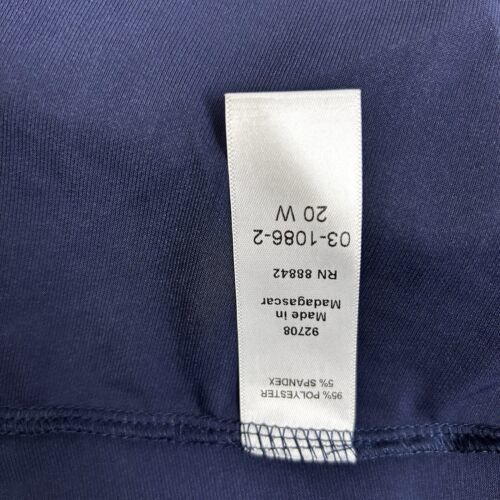 95% POLYESTER
5% SPANDEX
92708
Made in
Madagascar
RN 88842
03-1086-2
20 W